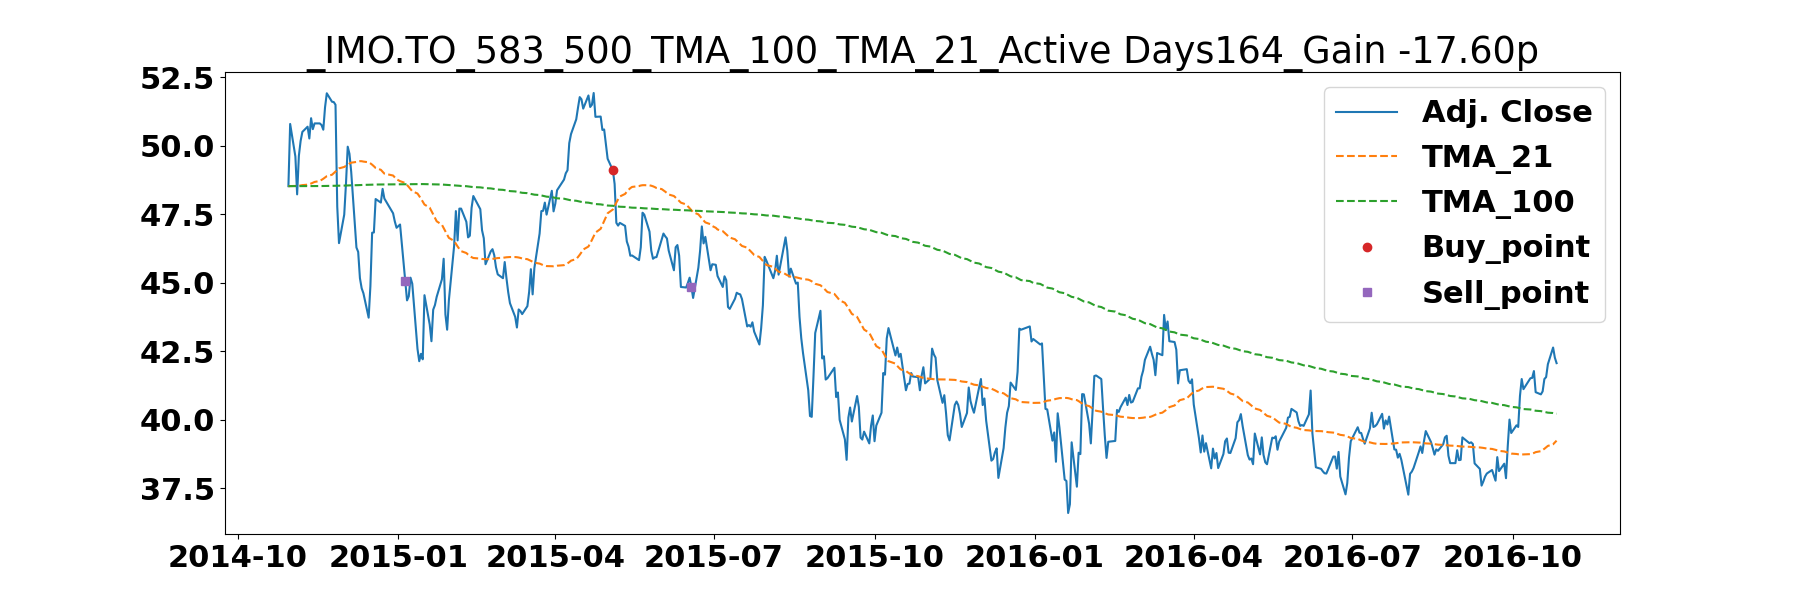 _IMO.TO_583_500_TMA_100_TMA_21_Active Days164_Gain -17.60p
52.5
50.0
47.5
45.0
42.5
40.0
37.5
Adj. Close
TMA_21
TMA_100
Buy_point
Sell_point
2014-10 2015-01 2015-04 2015-07 2015-10 2016-01 2016-04 2016-07 2016-10